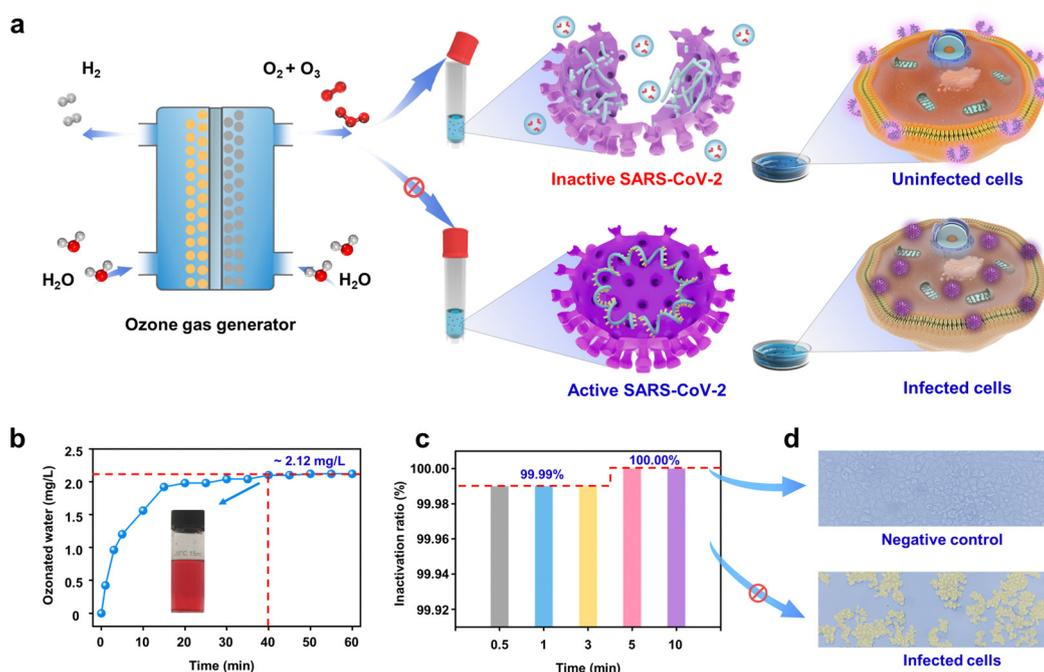 a
H2
O2 + O3
H2O
H2O
Ozone gas generator
Inactive SARS-CoV-2
Uninfected cells
Active SARS-CoV-2
Infected cells
b
Ozonated water (mg/L)
2.5
2.0
1.5
1.0
0.5
0
~ 2.12 mg/L
0 10 20 30 40 50 60
Time (min)
c
Inactivation ratio (%)
100.00
99.98
99.96
99.94
99.92
99.99%
100.00%
0.5 1 3 5 10
Time (min)
d
Negative control
Infected cells